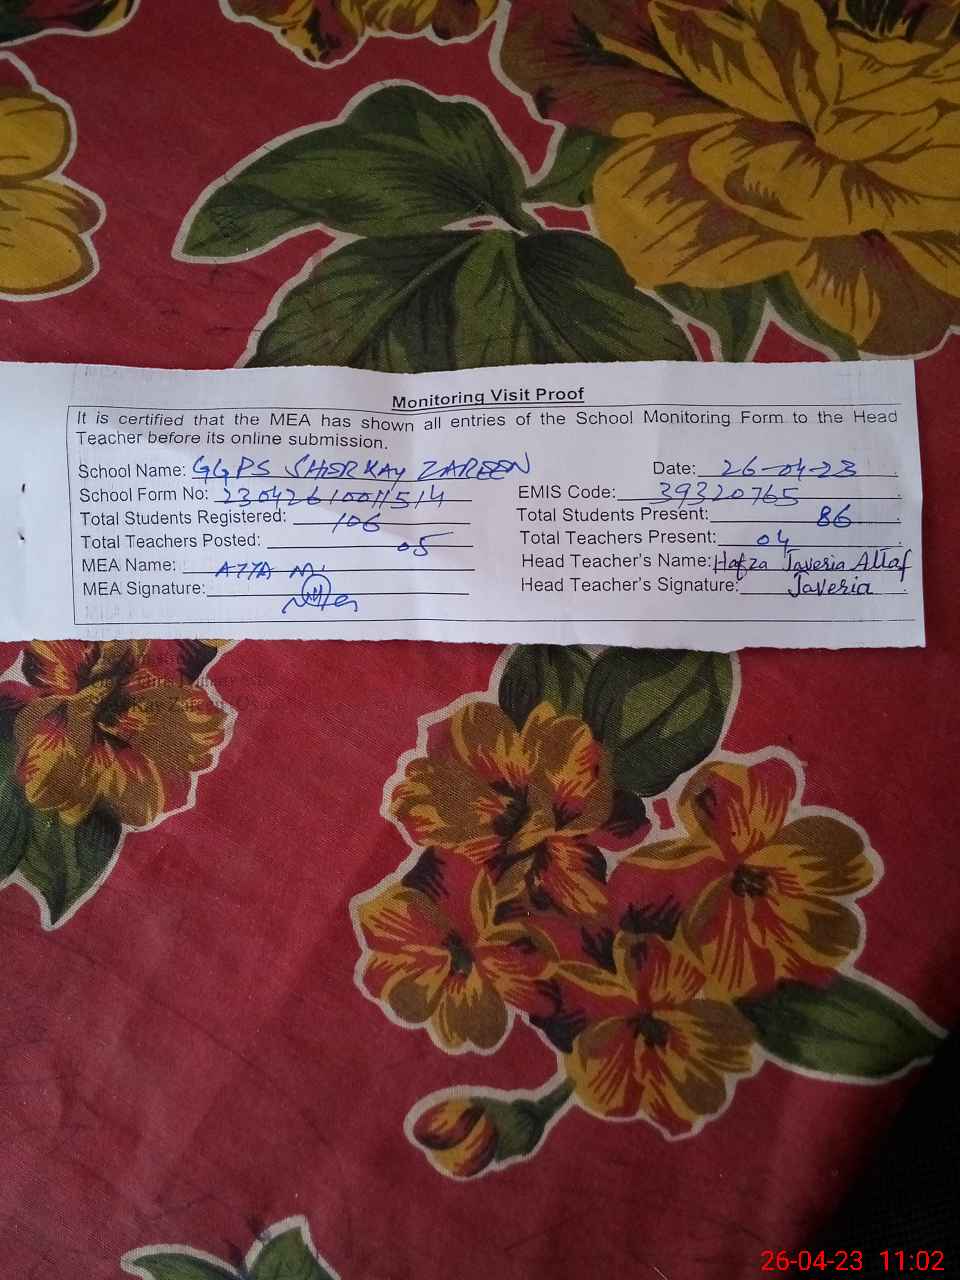 Monitoring Visit Proof
It is certified that the MEA has shown all entries of the School Monitoring Form to the Head
Teacher before its online submission.
School Name: GGPS SHER KAY ZAREEN Date: 26-04-23
School Form No: EMIS Code: 39320765
Total Students Registered: 106 Total Students Present: 86
Total Teachers Posted: 05 Total Teachers Present: 04
MEA Name: ATTA M. Head Teacher's Name: Hafza Javeria Altaf
MEA Signature: Head Teacher's Signature: Javeria
26-04-23 11:02